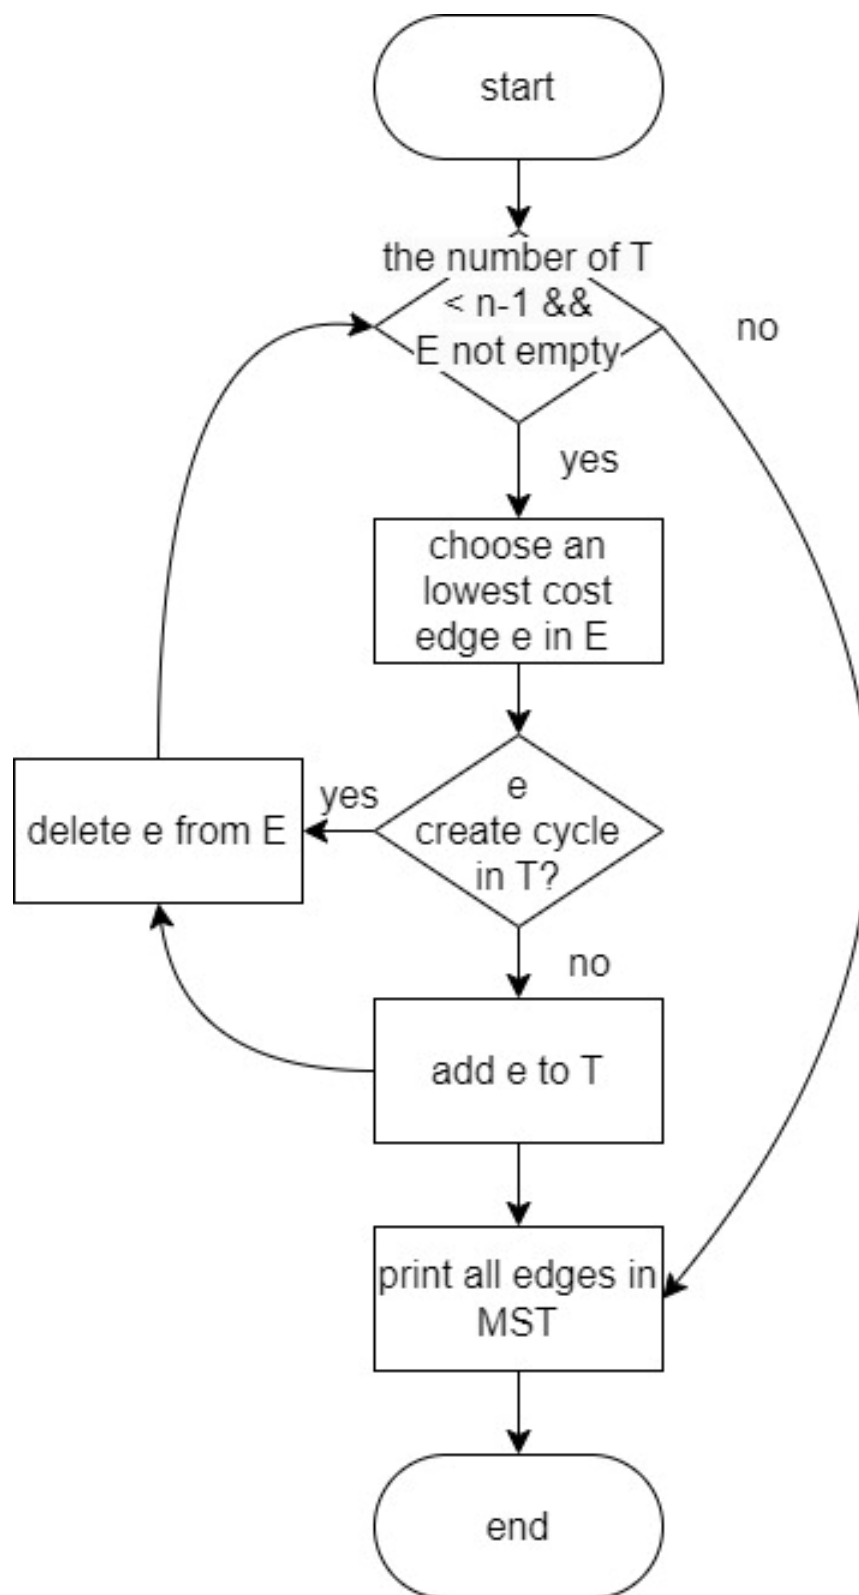 start
the number of T
< n-1 &&
E not empty
no
yes
choose an
lowest cost
edge e in E
e
create cycle
in T?
yes
delete e from E
no
add e to T
print all edges in
MST
end